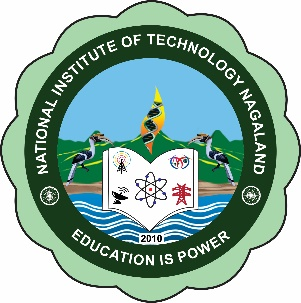 NATIONAL INSTITUTE OF TECHNOLOGY NAGALAND
2010
EDUCATION IS POWER